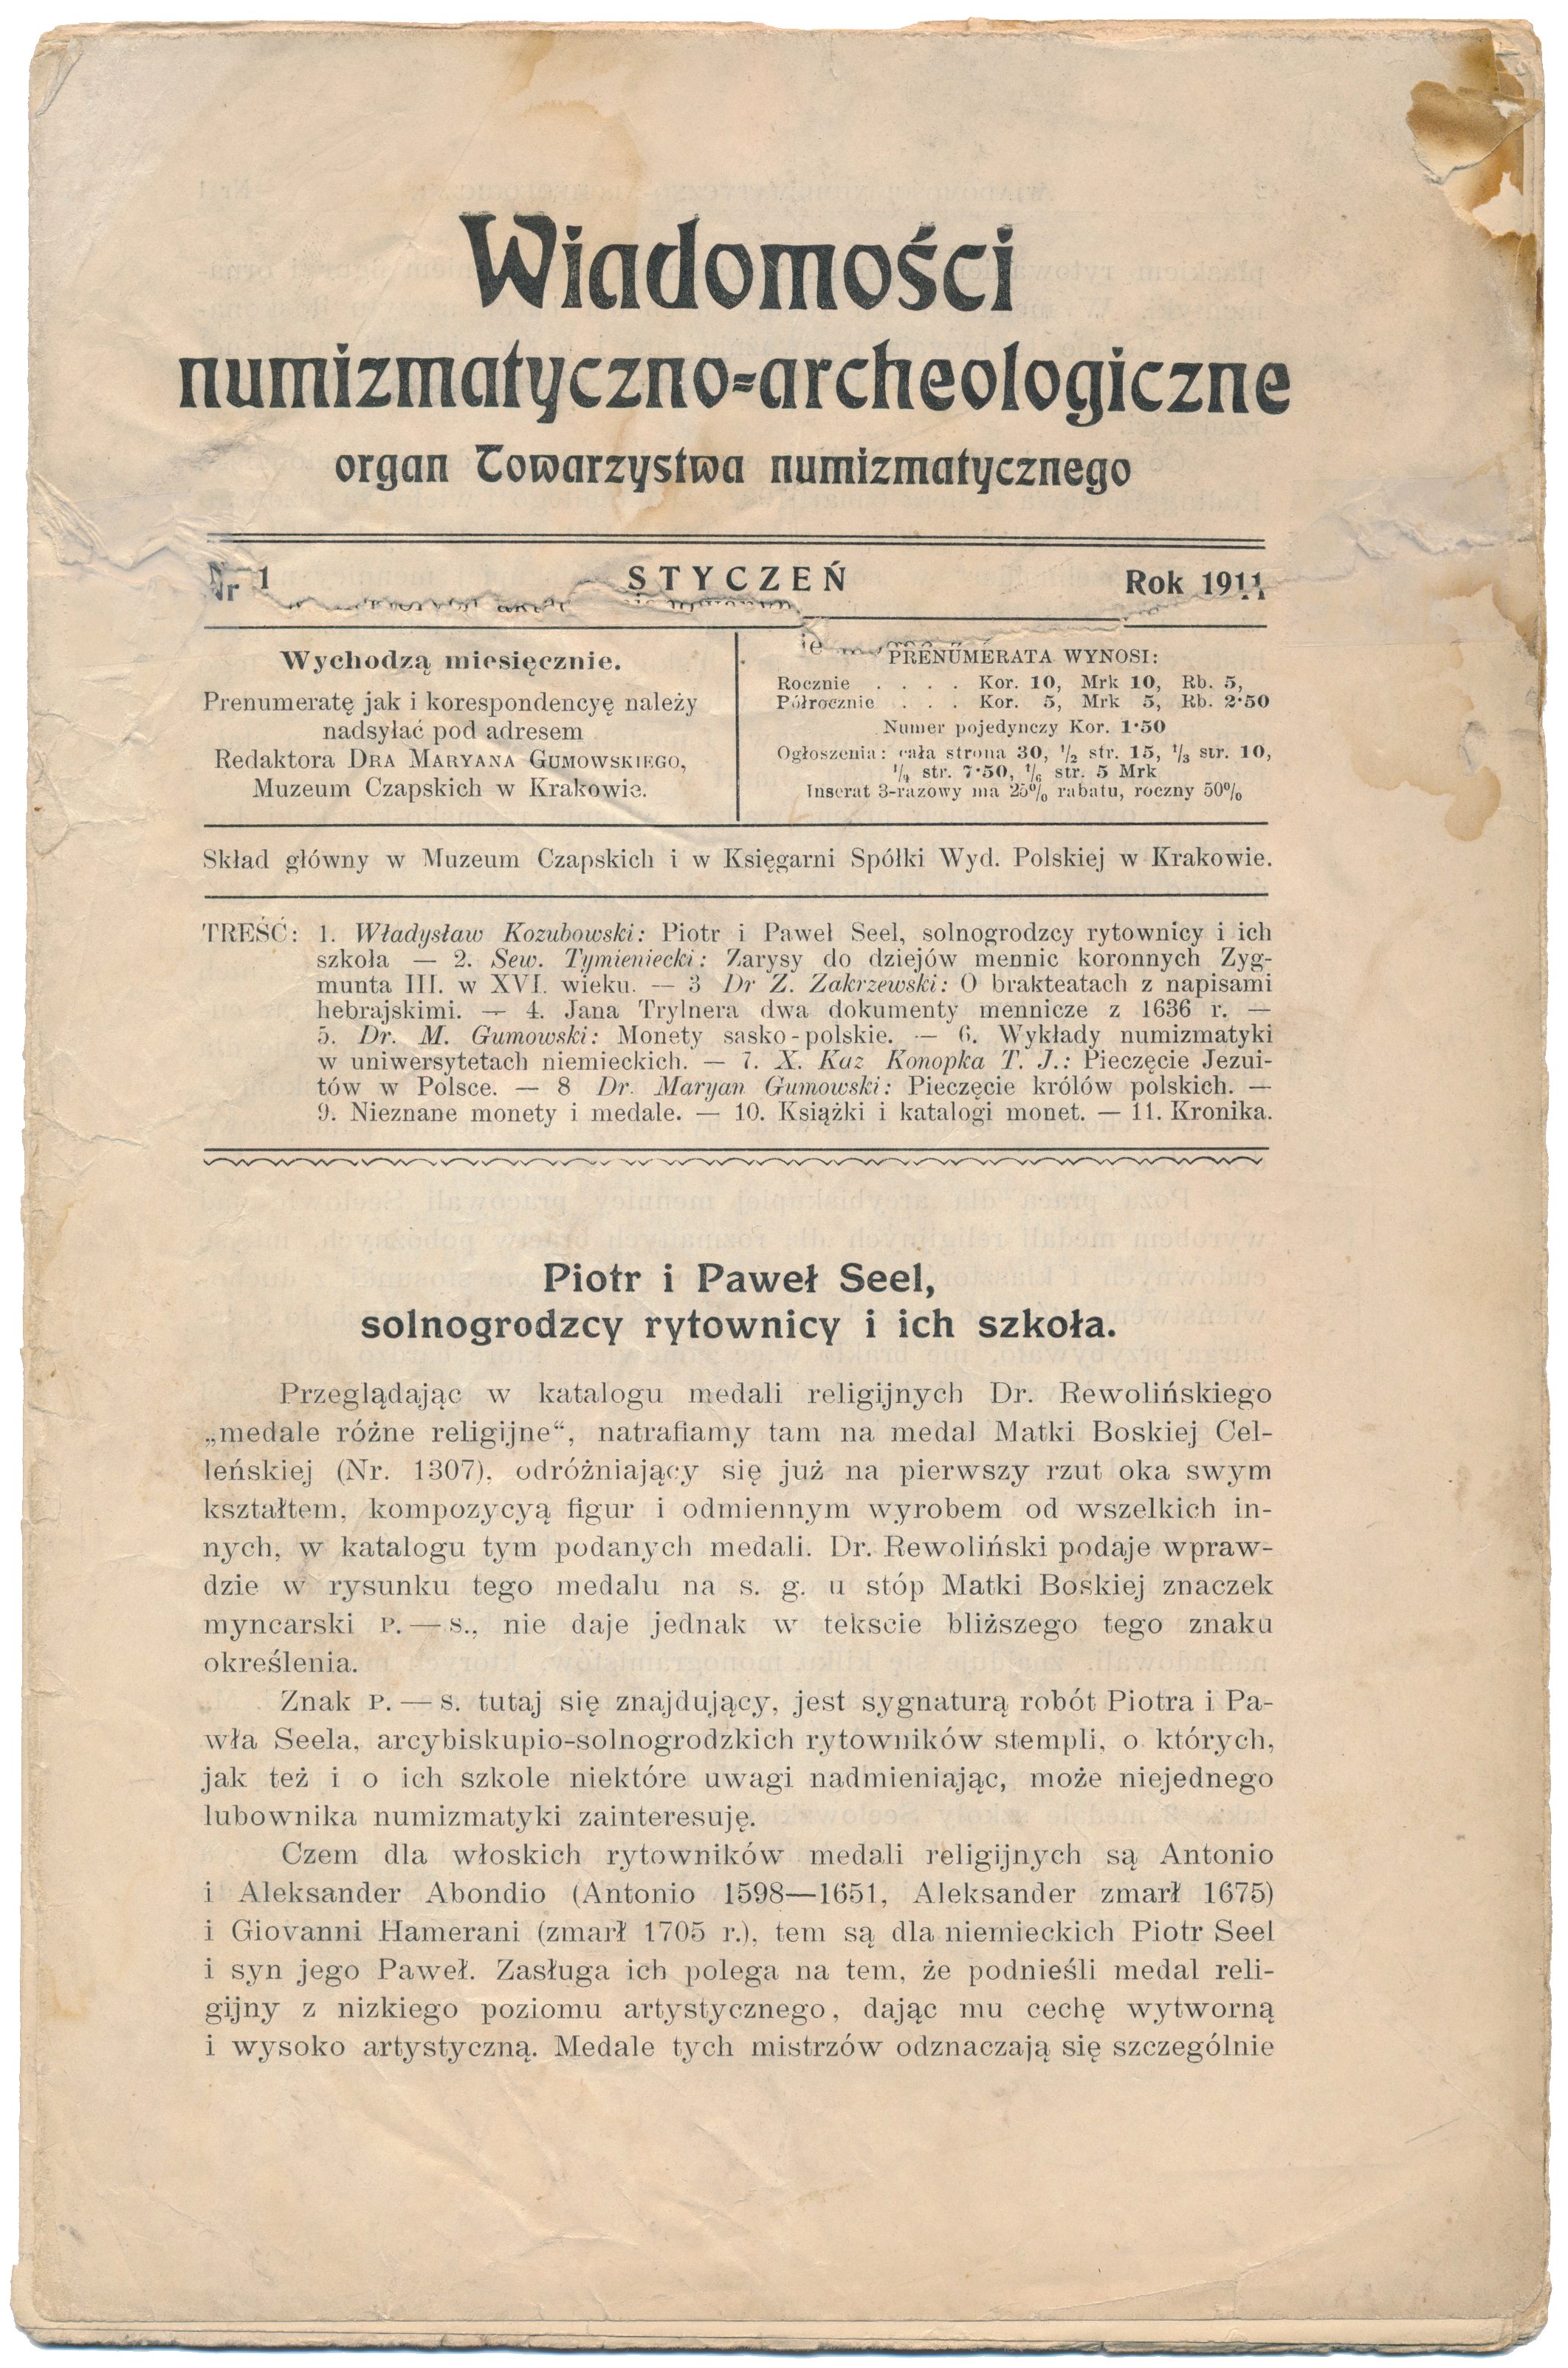 Wiadomości
numizmatyczno-archeologiczne
organ Towarzystwa numizmatycznego
Nr 1 STYCZEŃ Rok 1911
Wychodzą miesięcznie.
Prenumeratę jak i korespondencyę należy
nadsyłać pod adresem
Redaktora DRA MARYANA GUMOWSKIEGO,
Muzeum Czapskich w Krakowie.
PRENUMERATA WYNOSI:
Rocznie . . . . Kor. 10, Mrk 10, Rb. 5,
Półrocznie . . . Kor. 5, Mrk 5, Rb. 2·50
Numer pojedynczy Kor. 1·50
Ogłoszenia: cała strona 30, 1/2 str. 15, 1/3 str. 10,
1/4 str. 7·50, 1/6 str. 5 Mrk
Inserat 3-razowy ma 25% rabatu, roczny 50%
Skład główny w Muzeum Czapskich i w Księgarni Spółki Wyd. Polskiej w Krakowie.
TREŚĆ: 1. Władysław Kozubowski: Piotr i Paweł Seel, solnogrodzcy rytownicy i ich
szkoła — 2. Sew. Tymieniecki: Zarysy do dziejów mennic koronnych Zyg-
munta III. w XVI. wieku. — 3 Dr Z. Zakrzewski: O brakteatach z napisami
hebrajskimi. — 4. Jana Trylnera dwa dokumenty mennicze z 1636 r. —
5. Dr. M. Gumowski: Monety sasko-polskie. — 6. Wykłady numizmatyki
w uniwersytetach niemieckich. — 7. X. Kaz Konopka T. J.: Pieczęcie Jezui-
tów w Polsce. — 8 Dr. Maryan Gumowski: Pieczęcie królów polskich. —
9. Nieznane monety i medale. — 10. Książki i katalogi monet. — 11. Kronika.
Piotr i Paweł Seel,
solnogrodzcy rytownicy i ich szkoła.
Przeglądając w katalogu medali religijnych Dr. Rewolińskiego
„medale różne religijne“, natrafiamy tam na medal Matki Boskiej Cel-
leńskiej (Nr. 1307), odróżniający się już na pierwszy rzut oka swym
kształtem, kompozycyą figur i odmiennym wyrobem od wszelkich in-
nych, w katalogu tym podanych medali. Dr. Rewoliński podaje wpraw-
dzie w rysunku tego medalu na s. g. u stóp Matki Boskiej znaczek
myncarski P. — S., nie daje jednak w tekscie bliższego tego znaku
określenia.
Znak P. — S. tutaj się znajdujący, jest sygnaturą robót Piotra i Pa-
wła Seela, arcybiskupio-solnogrodzkich rytowników stempli, o których,
jak też i o ich szkole niektóre uwagi nadmieniając, może niejednego
lubownika numizmatyki zainteresuję.
Czem dla włoskich rytowników medali religijnych są Antonio
i Aleksander Abondio (Antonio 1598—1651, Aleksander zmarł 1675)
i Giovanni Hamerani (zmarł 1705 r.), tem są dla niemieckich Piotr Seel
i syn jego Paweł. Zasługa ich polega na tem, że podnieśli medal reli-
gijny z nizkiego poziomu artystycznego, dając mu cechę wytworną
i wysoko artystyczną. Medale tych mistrzów odznaczają się szczególnie